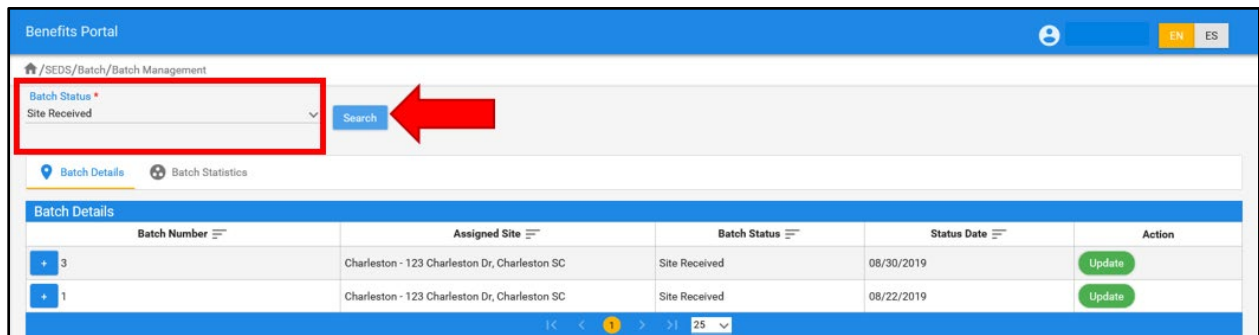 Benefits Portal
EN ES
/SEDS/Batch/Batch Management
Batch Status *
Site Received
Search
Batch Details Batch Statistics
Batch Details
Batch Number Assigned Site Batch Status Status Date Action
+ 3 Charleston - 123 Charleston Dr, Charleston SC Site Received 08/30/2019 Update
+ 1 Charleston - 123 Charleston Dr, Charleston SC Site Received 08/22/2019 Update
1 25